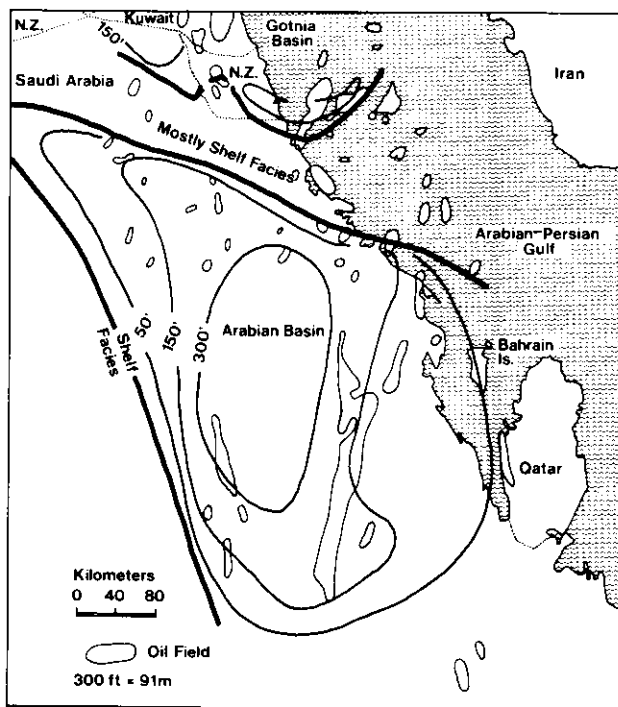 N.Z.
150'
Kuwait
Gotnia
Basin
Iran
Saudi Arabia
N.Z.
Mostly Shelf Facies
Arabian-Persian
Gulf
50'
150'
300'
Arabian Basin
Shelf
Facies
Bahrain
Is.
Qatar
Kilometers
0 40 80
Oil Field
300 ft = 91m